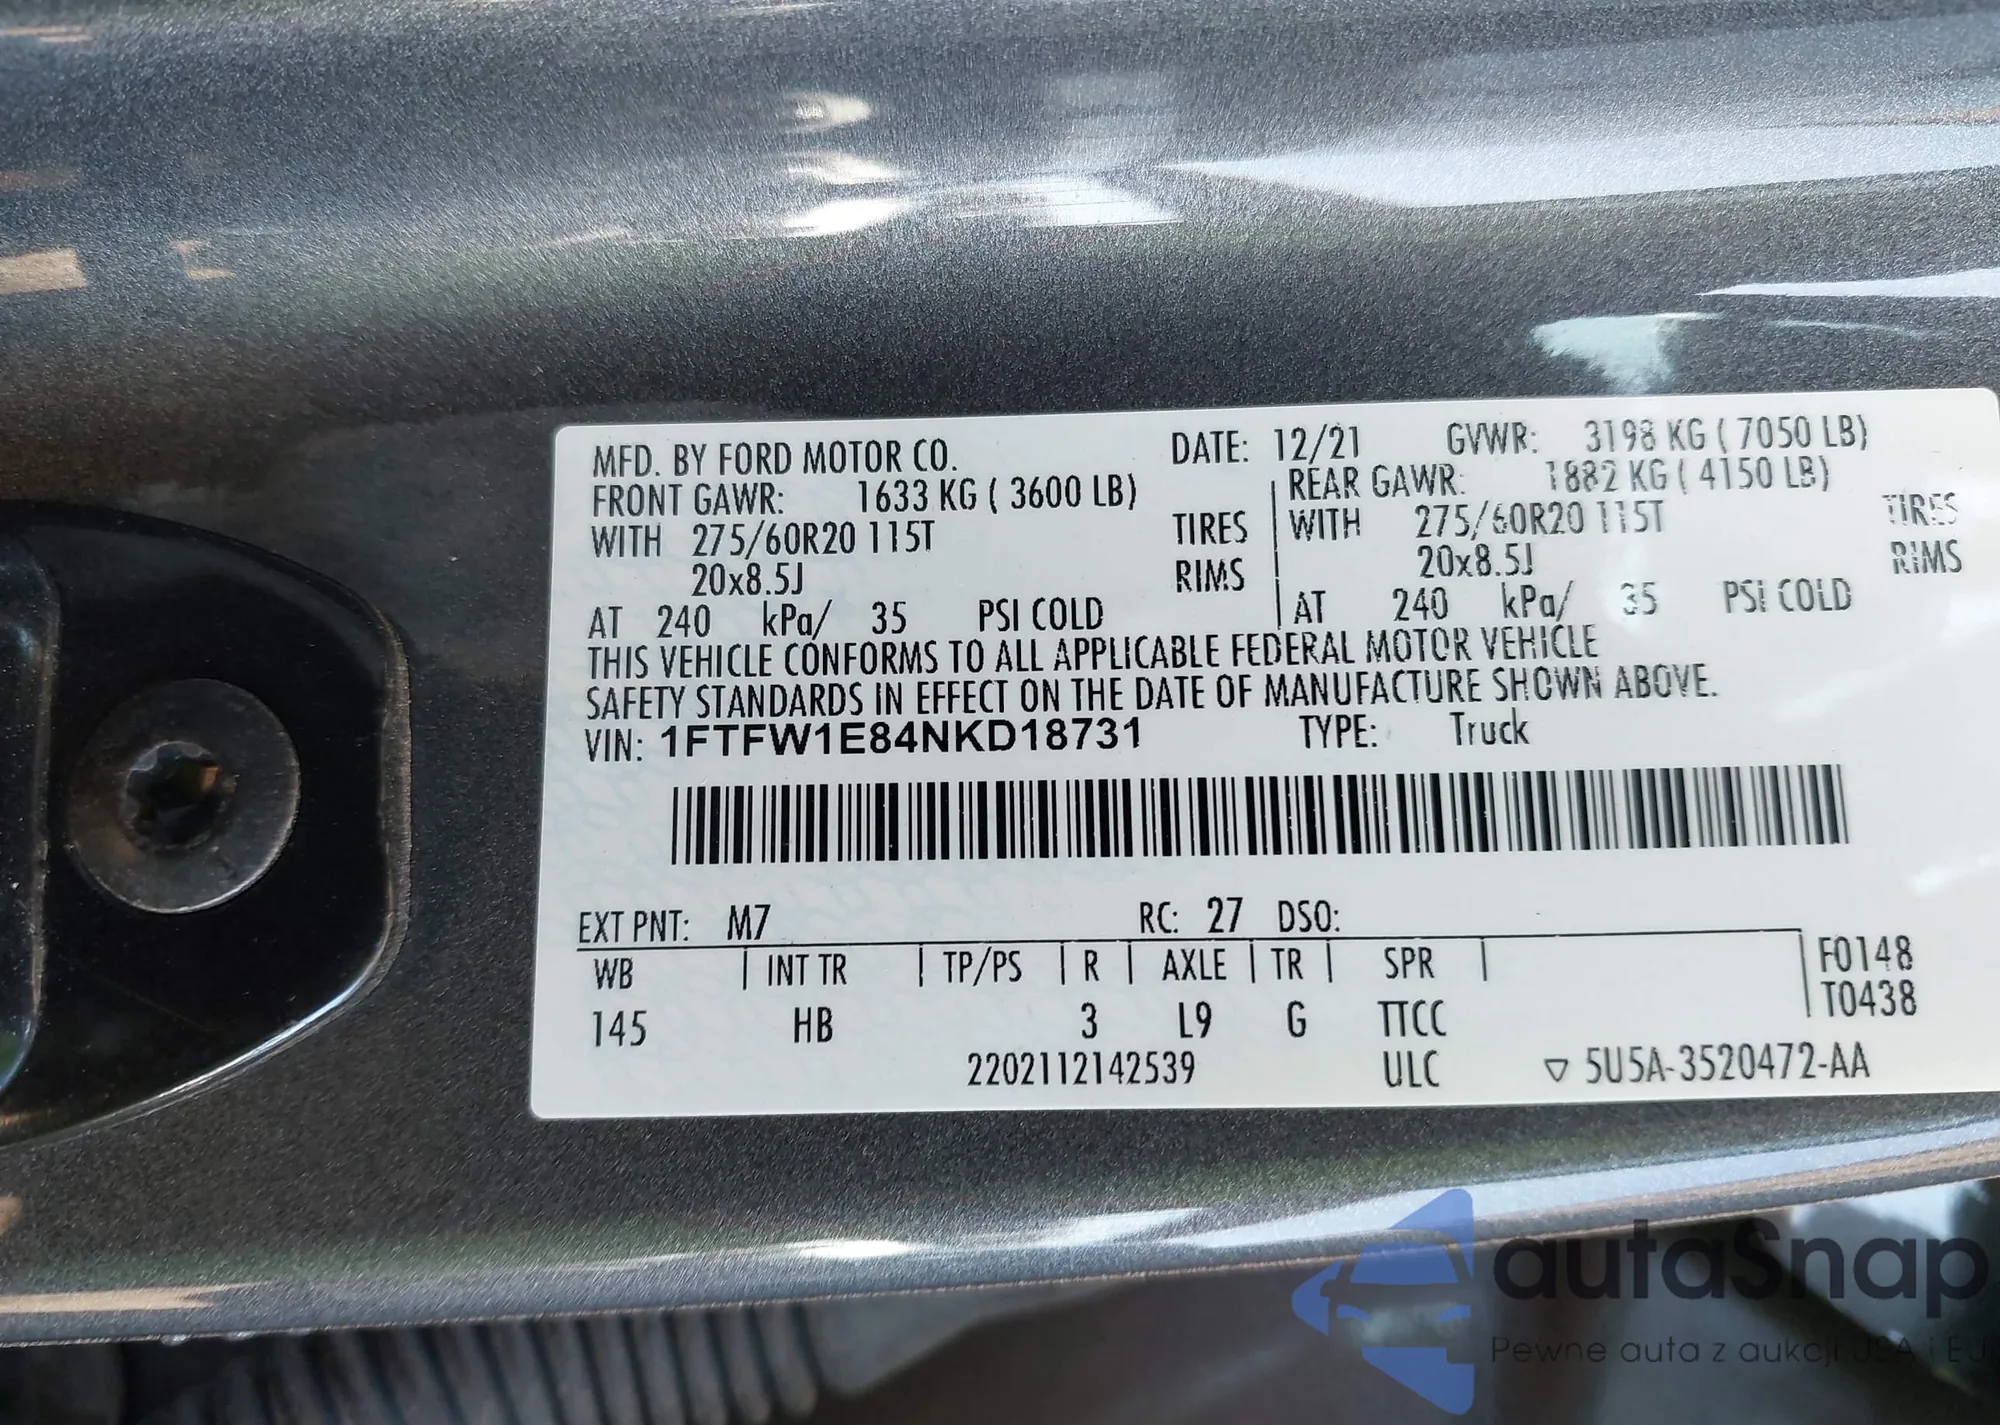 MFD. BY FORD MOTOR CO. DATE: 12/21 GVWR: 3198 KG ( 7050 LB)
FRONT GAWR: 1633 KG ( 3600 LB) REAR GAWR: 1882 KG ( 4150 LB)
WITH 275/60R20 115T TIRES WITH 275/60R20 115T TIRES
20x8.5J RIMS 20x8.5J RIMS
AT 240 kPa/ 35 PSI COLD AT 240 kPa/ 35 PSI COLD
THIS VEHICLE CONFORMS TO ALL APPLICABLE FEDERAL MOTOR VEHICLE
SAFETY STANDARDS IN EFFECT ON THE DATE OF MANUFACTURE SHOWN ABOVE.
VIN: 1FTFW1E84NKD18731 TYPE: Truck
EXT PNT: M7 RC: 27 DSO:
WB INT TR TP/PS R AXLE TR SPR F0148
T0438
145 HB 3 L9 G TTCC
2202112142539 ULC ▽ 5U5A-3520472-AA
autaSnap
Pewne auta z aukcji USA i EU